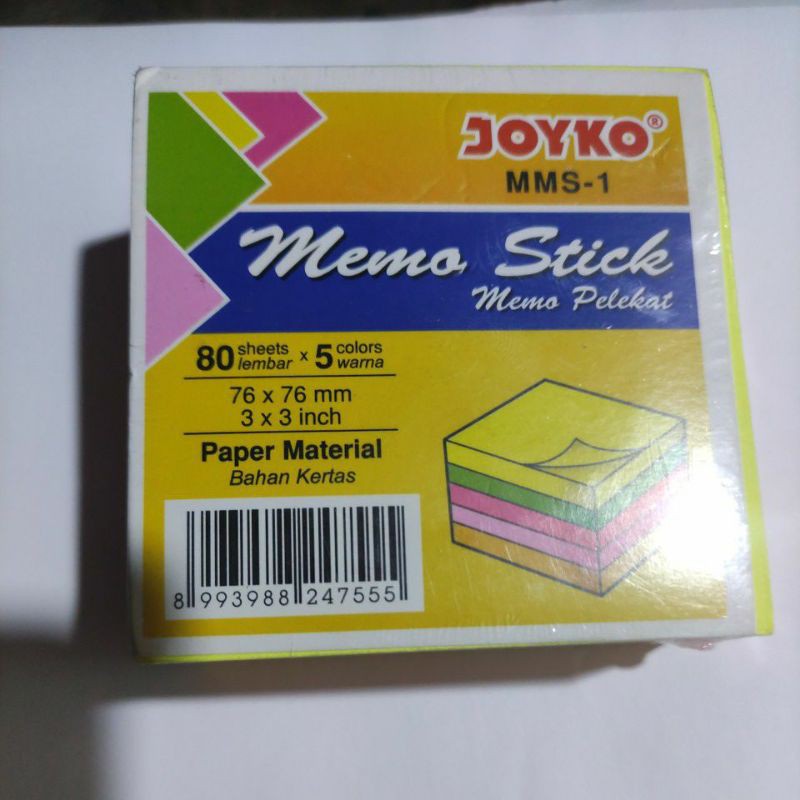 JOYKO®
MMS-1
Memo Stick
Memo Pelekat
80 sheets lembar x 5 colors warna
76 x 76 mm
3 x 3 inch
Paper Material
Bahan Kertas
8 993988 247555